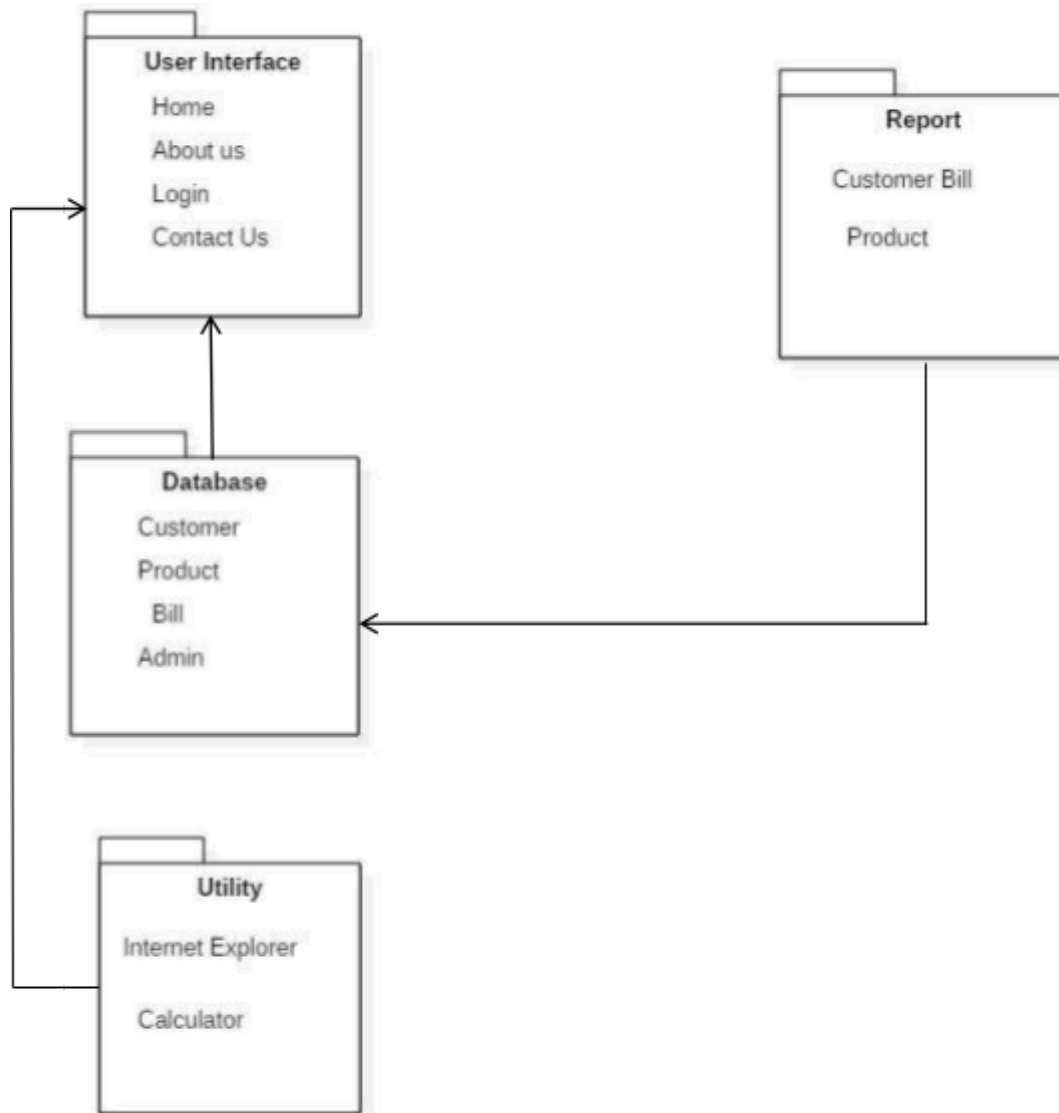 User Interface
Home
About us
Login
Contact Us
Report
Customer Bill
Product
Database
Customer
Product
Bill
Admin
Utility
Internet Explorer
Calculator